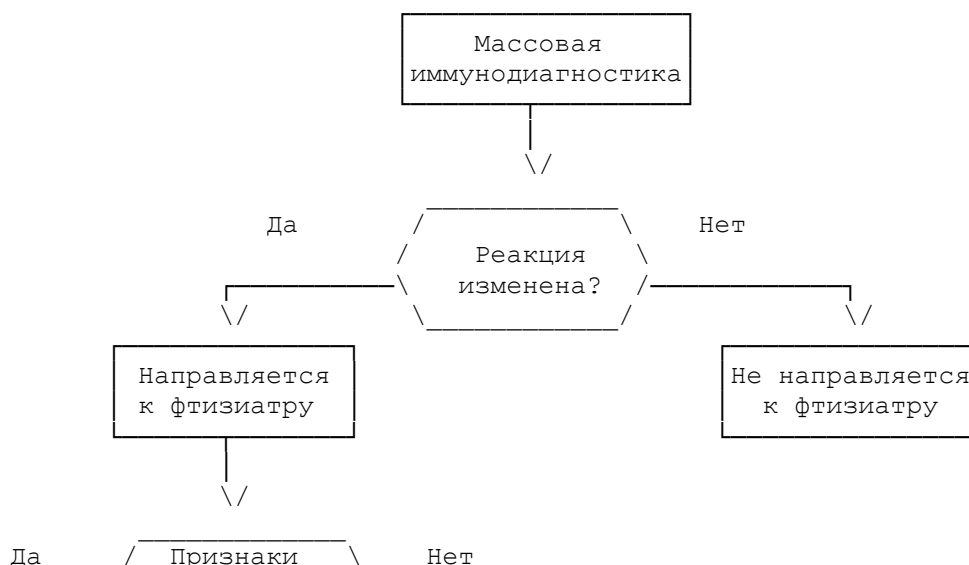 Массовая
иммунодиагностика
Да
Нет
Реакция
изменена?
Направляется
к фтизиатру
Не направляется
к фтизиатру
Да
Признаки
Нет